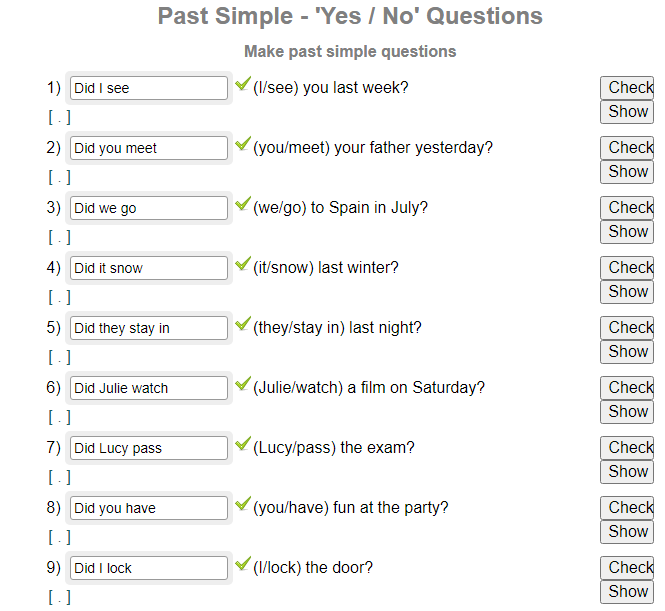 Past Simple - 'Yes / No' Questions
Make past simple questions
1) Did I see (I/see) you last week? Check
[ . ] Show
2) Did you meet (you/meet) your father yesterday? Check
[ . ] Show
3) Did we go (we/go) to Spain in July? Check
[ . ] Show
4) Did it snow (it/snow) last winter? Check
[ . ] Show
5) Did they stay in (they/stay in) last night? Check
[ . ] Show
6) Did Julie watch (Julie/watch) a film on Saturday? Check
[ . ] Show
7) Did Lucy pass (Lucy/pass) the exam? Check
[ . ] Show
8) Did you have (you/have) fun at the party? Check
[ . ] Show
9) Did I lock (I/lock) the door? Check
[ . ] Show